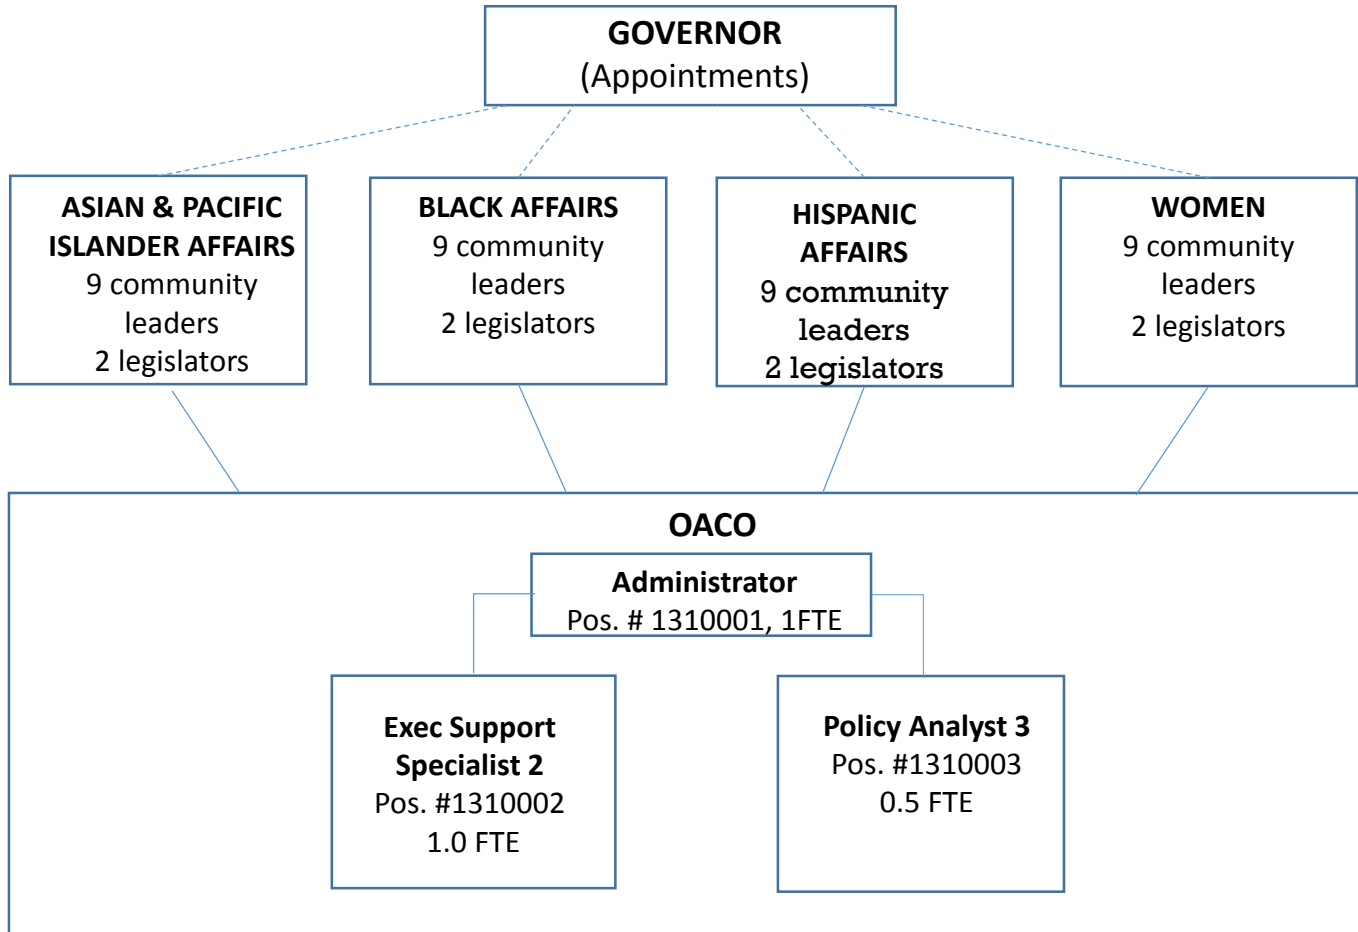 GOVERNOR
(Appointments)
ASIAN & PACIFIC
ISLANDER AFFAIRS
9 community
leaders
2 legislators
BLACK AFFAIRS
9 community
leaders
2 legislators
HISPANIC
AFFAIRS
9 community
leaders
2 legislators
WOMEN
9 community
leaders
2 legislators
OACO
Administrator
Pos. # 1310001, 1FTE
Exec Support
Specialist 2
Pos. #1310002
1.0 FTE
Policy Analyst 3
Pos. #1310003
0.5 FTE